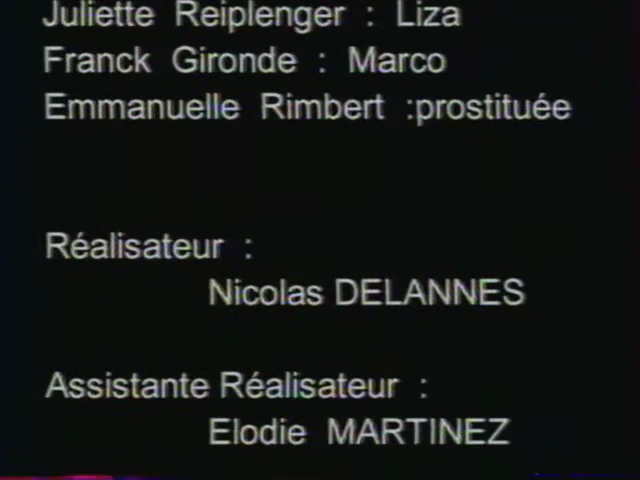 Juliette Reiplenger : Liza
Franck Gironde : Marco
Emmanuelle Rimbert :prostituée
Réalisateur :
Nicolas DELANNES
Assistante Réalisateur :
Elodie MARTINEZ